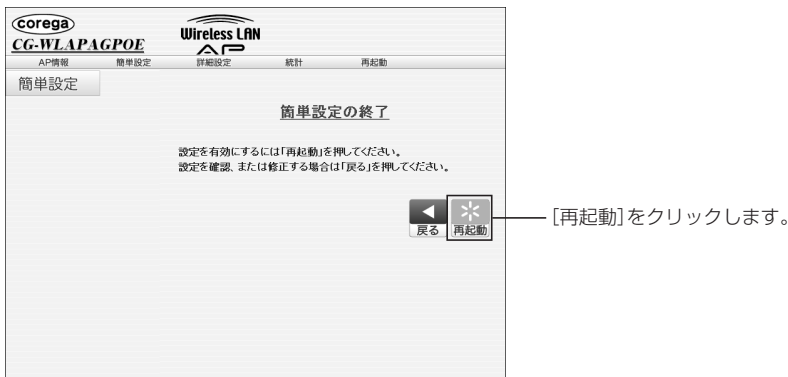 corega
CG-WLAPAGPOE
Wireless LAN
AP
AP情報 簡単設定 詳細設定 統計 再起動
簡単設定
簡単設定の終了
設定を有効にするには「再起動」を押してください。
設定を確認、または修正する場合は「戻る」を押してください。
戻る 再起動
[再起動]をクリックします。